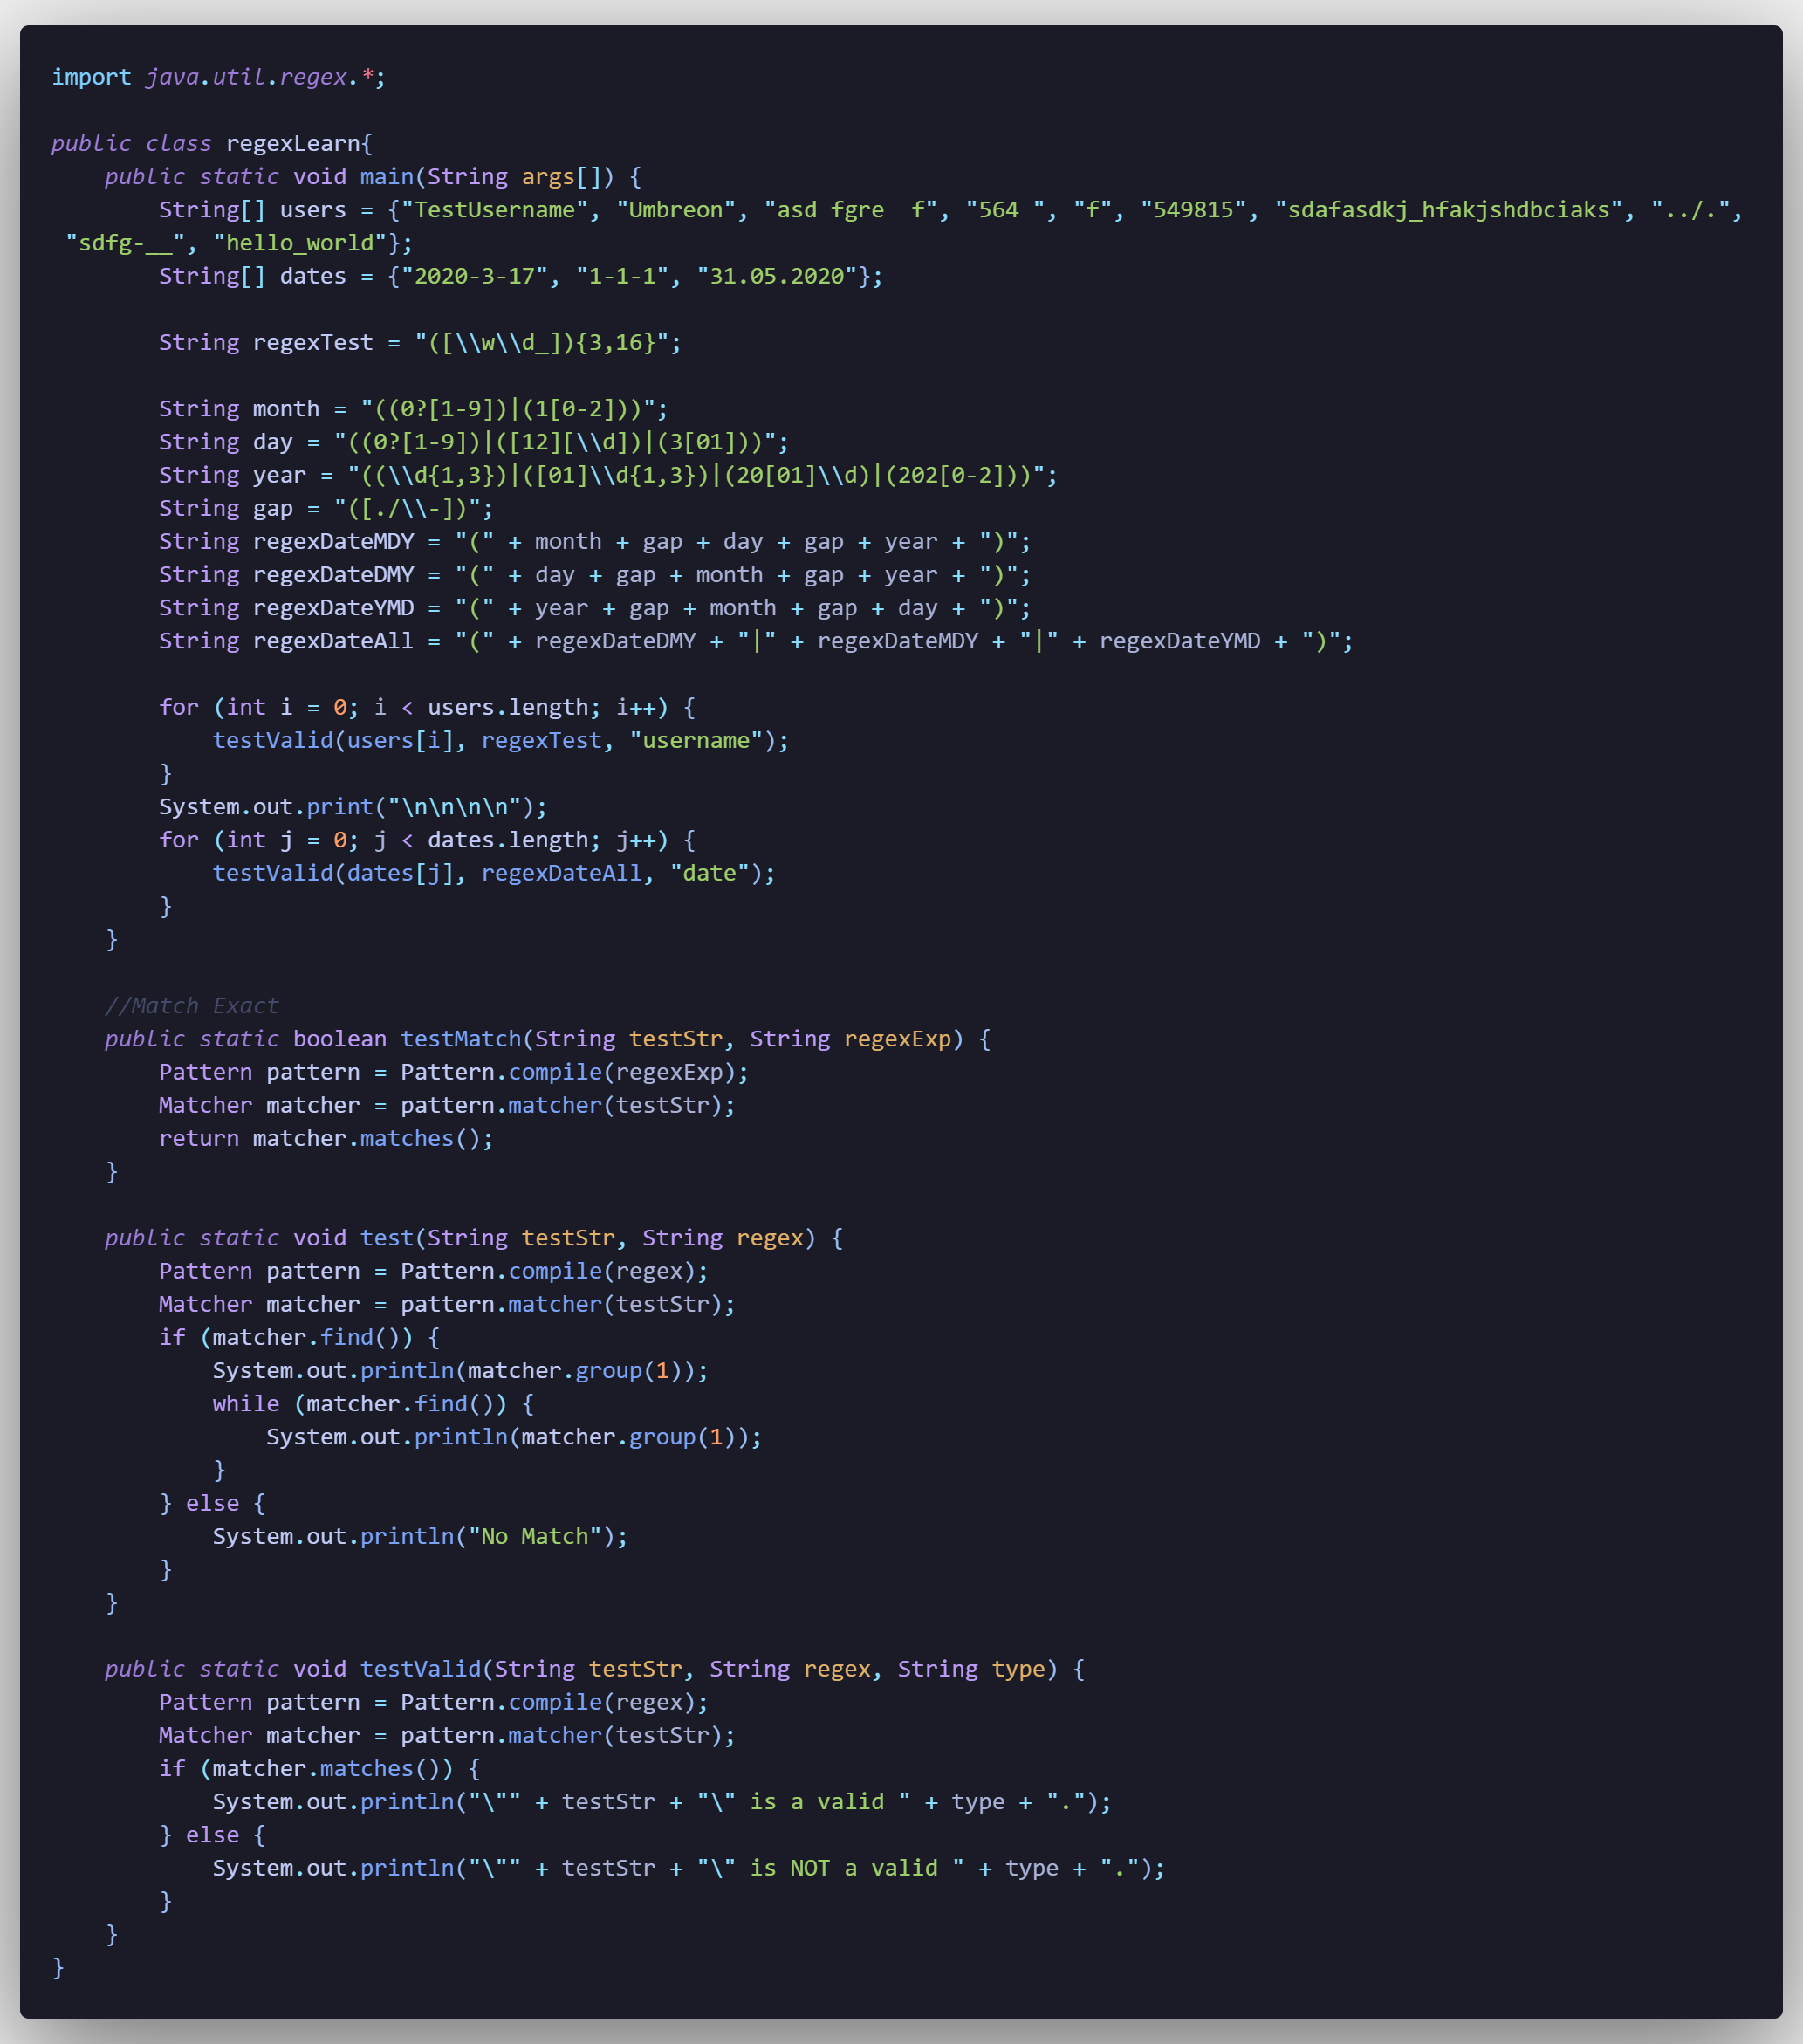 import java.util.regex.*;

public class regexLearn{
    public static void main(String args[]) {
        String[] users = {"TestUsername", "Umbreon", "asd fgre  f", "564 ", "f", "549815", "sdafasdkj_hfakjshdbciaks", "../.",
 "sdfg-__", "hello_world"};
        String[] dates = {"2020-3-17", "1-1-1", "31.05.2020"};

        String regexTest = "([\\w\\d_]){3,16}";

        String month = "((0?[1-9])|(1[0-2]))";
        String day = "((0?[1-9])|([12][\\d])|(3[01]))";
        String year = "((\\d{1,3})|([01]\\d{1,3})|(20[01]\\d)|(202[0-2]))";
        String gap = "([./\\-])";
        String regexDateMDY = "(" + month + gap + day + gap + year + ")";
        String regexDateDMY = "(" + day + gap + month + gap + year + ")";
        String regexDateYMD = "(" + year + gap + month + gap + day + ")";
        String regexDateAll = "(" + regexDateDMY + "|" + regexDateMDY + "|" + regexDateYMD + ")";

        for (int i = 0; i < users.length; i++) {
            testValid(users[i], regexTest, "username");
        }
        System.out.print("\n\n\n\n");
        for (int j = 0; j < dates.length; j++) {
            testValid(dates[j], regexDateAll, "date");
        }
    }

    //Match Exact
    public static boolean testMatch(String testStr, String regexExp) {
        Pattern pattern = Pattern.compile(regexExp);
        Matcher matcher = pattern.matcher(testStr);
        return matcher.matches();
    }

    public static void test(String testStr, String regex) {
        Pattern pattern = Pattern.compile(regex);
        Matcher matcher = pattern.matcher(testStr);
        if (matcher.find()) {
            System.out.println(matcher.group(1));
            while (matcher.find()) {
                System.out.println(matcher.group(1));
            }
        } else {
            System.out.println("No Match");
        }
    }

    public static void testValid(String testStr, String regex, String type) {
        Pattern pattern = Pattern.compile(regex);
        Matcher matcher = pattern.matcher(testStr);
        if (matcher.matches()) {
            System.out.println("\"" + testStr + "\" is a valid " + type + ".");
        } else {
            System.out.println("\"" + testStr + "\" is NOT a valid " + type + ".");
        }
    }
}